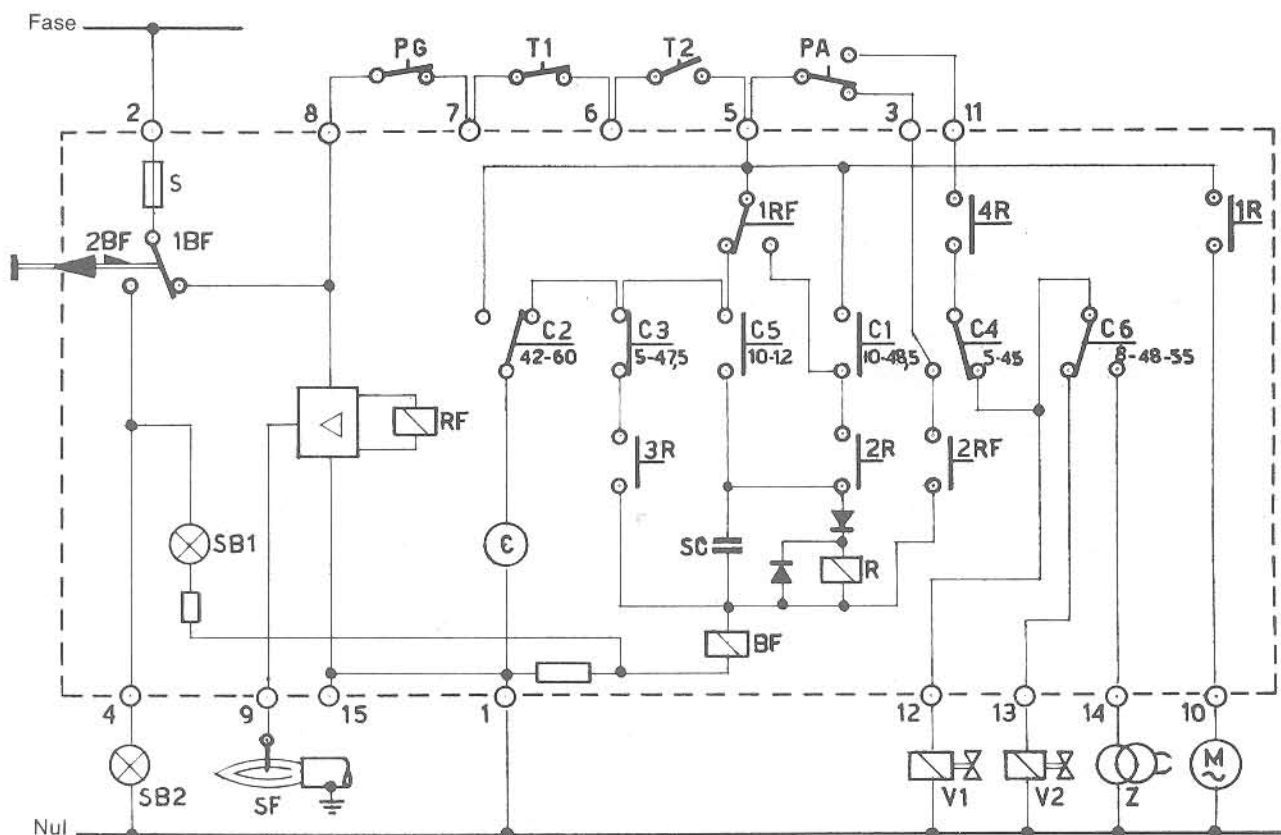 Fase
PG T1 T2 PA
2 8 7 6 5 3 11
S
2BF 1BF
1RF 4R 1R
C2 C3 C5 C1 C4 C6
42-60 5-47,5 10-12 10-48,5 5-45 8-48-55
RF
3R 2R 2RF
SB1 ε SC R
BF
4 9 15 1 12 13 14 10
SB2 SF V1 V2 Z M
~
Nul